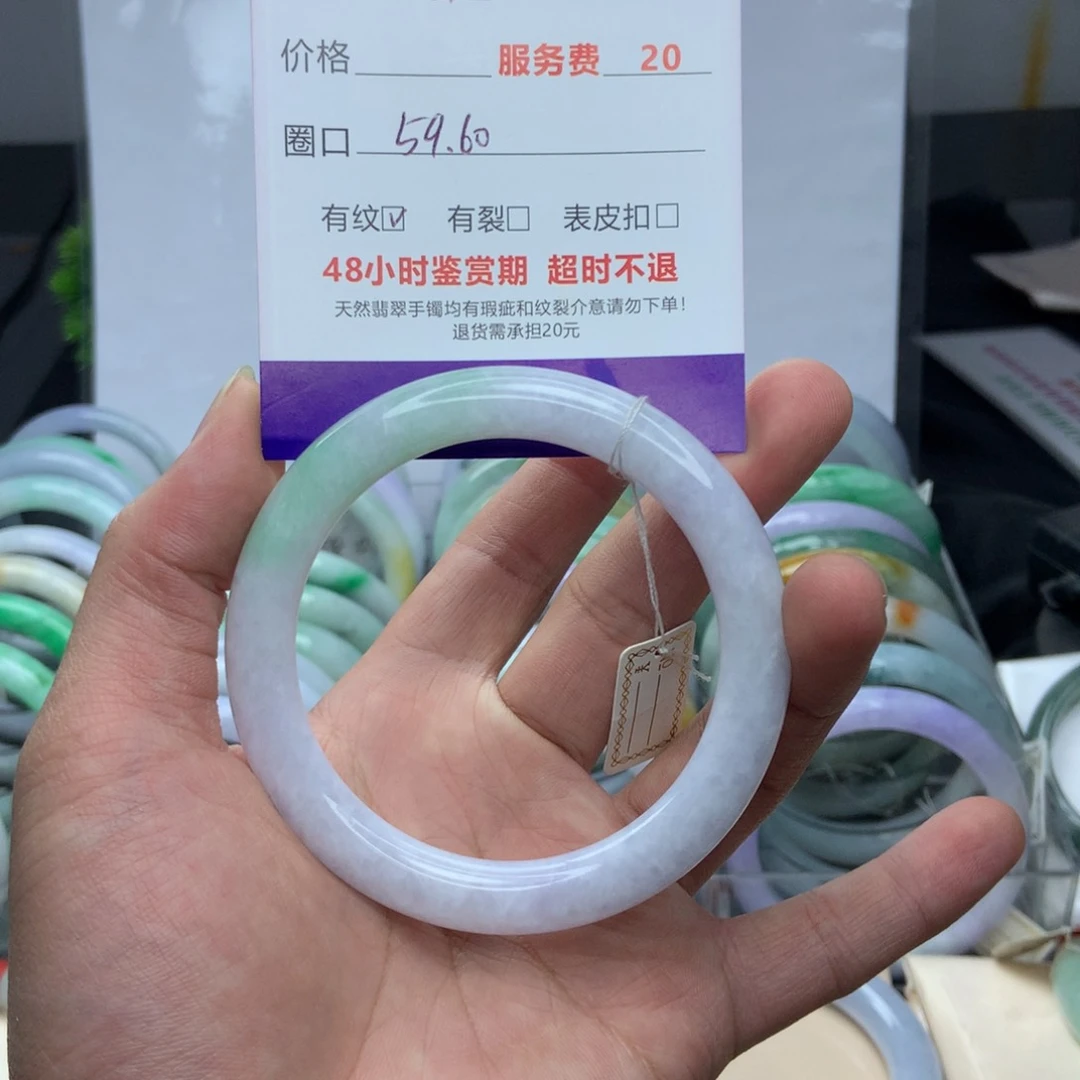 价格 服务费 20
圈口 59.60
有纹☑ 有裂□ 表皮扣□
48小时鉴赏期 超时不退
天然翡翠手镯均有瑕疵和纹裂介意请勿下单！
退货需承担20元